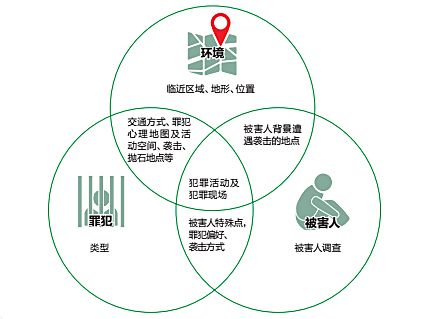 环境
临近区域、地形、位置
交通方式、罪犯
心理地图及活
动空间、袭击、
抛石地点等
被害人背景遭
遇袭击的地点
犯罪活动及
犯罪现场
罪犯
类型
被害人特殊点，
罪犯偏好、
袭击方式
被害人
被害人调查